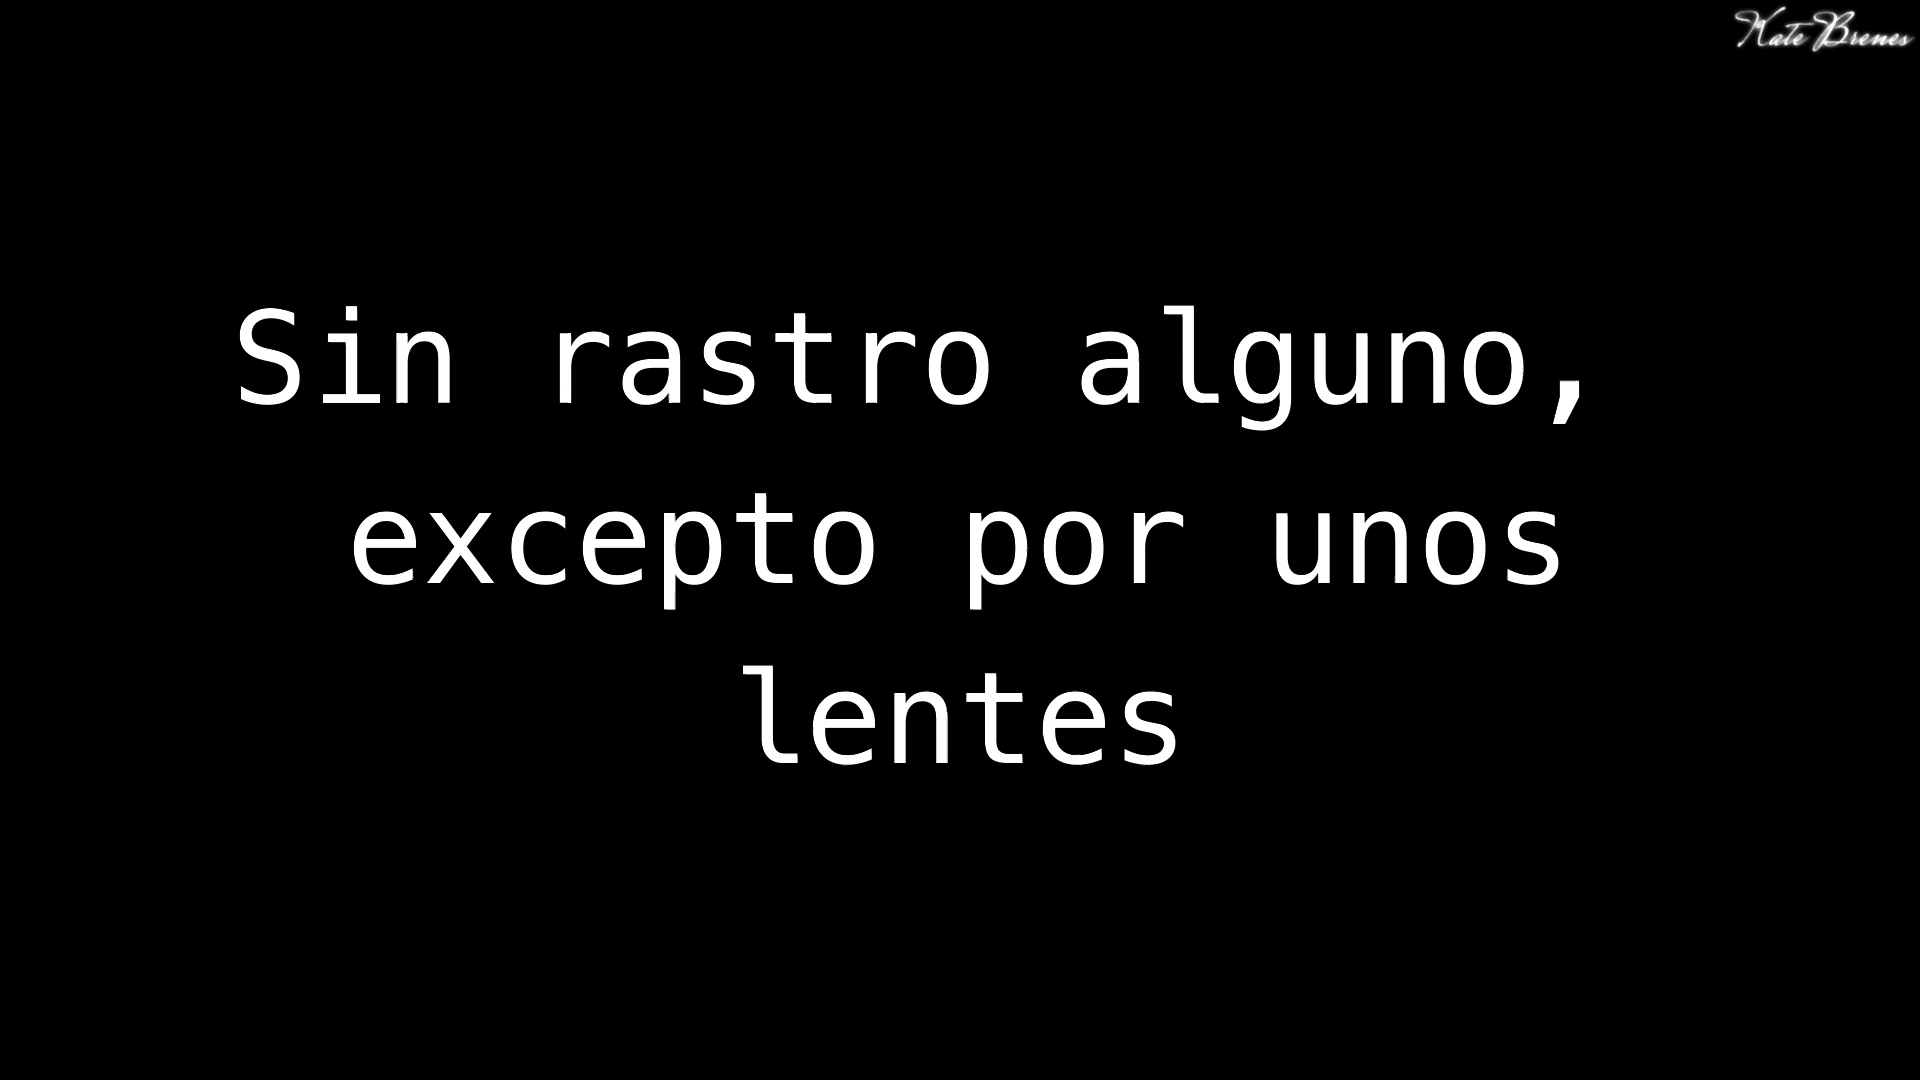 Kate Brenes
Sin rastro alguno,
excepto por unos
lentes